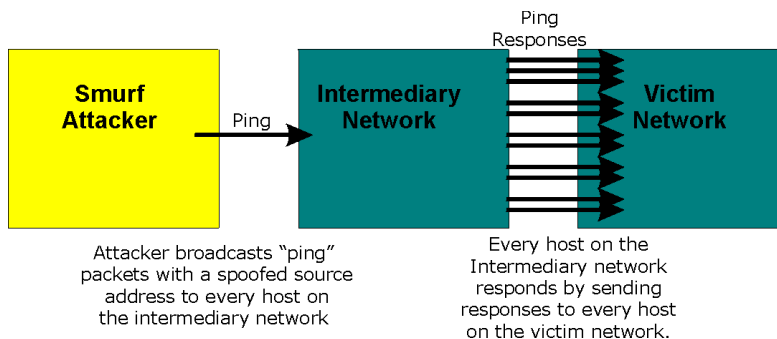 Ping
Responses
Smurf
Attacker
Ping
Intermediary
Network
Victim
Network
Attacker broadcasts “ping”
packets with a spoofed source
address to every host on
the intermediary network
Every host on the
Intermediary network
responds by sending
responses to every host
on the victim network.